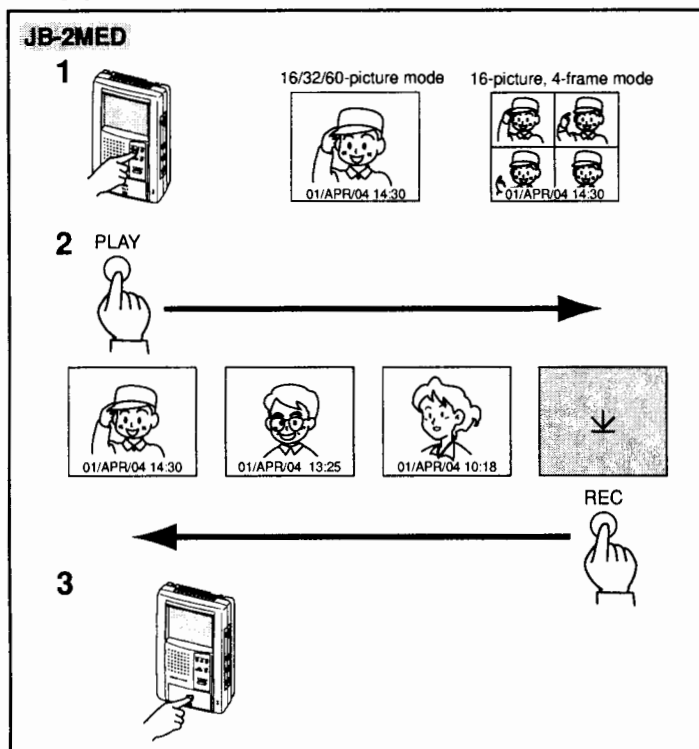 JB-2MED
1
16/32/60-picture mode 16-picture, 4-frame mode
01/APR/04 14:30 01/APR/04 14:30
2 PLAY
01/APR/04 14:30 01/APR/04 13:25 01/APR/04 10:18
REC
3